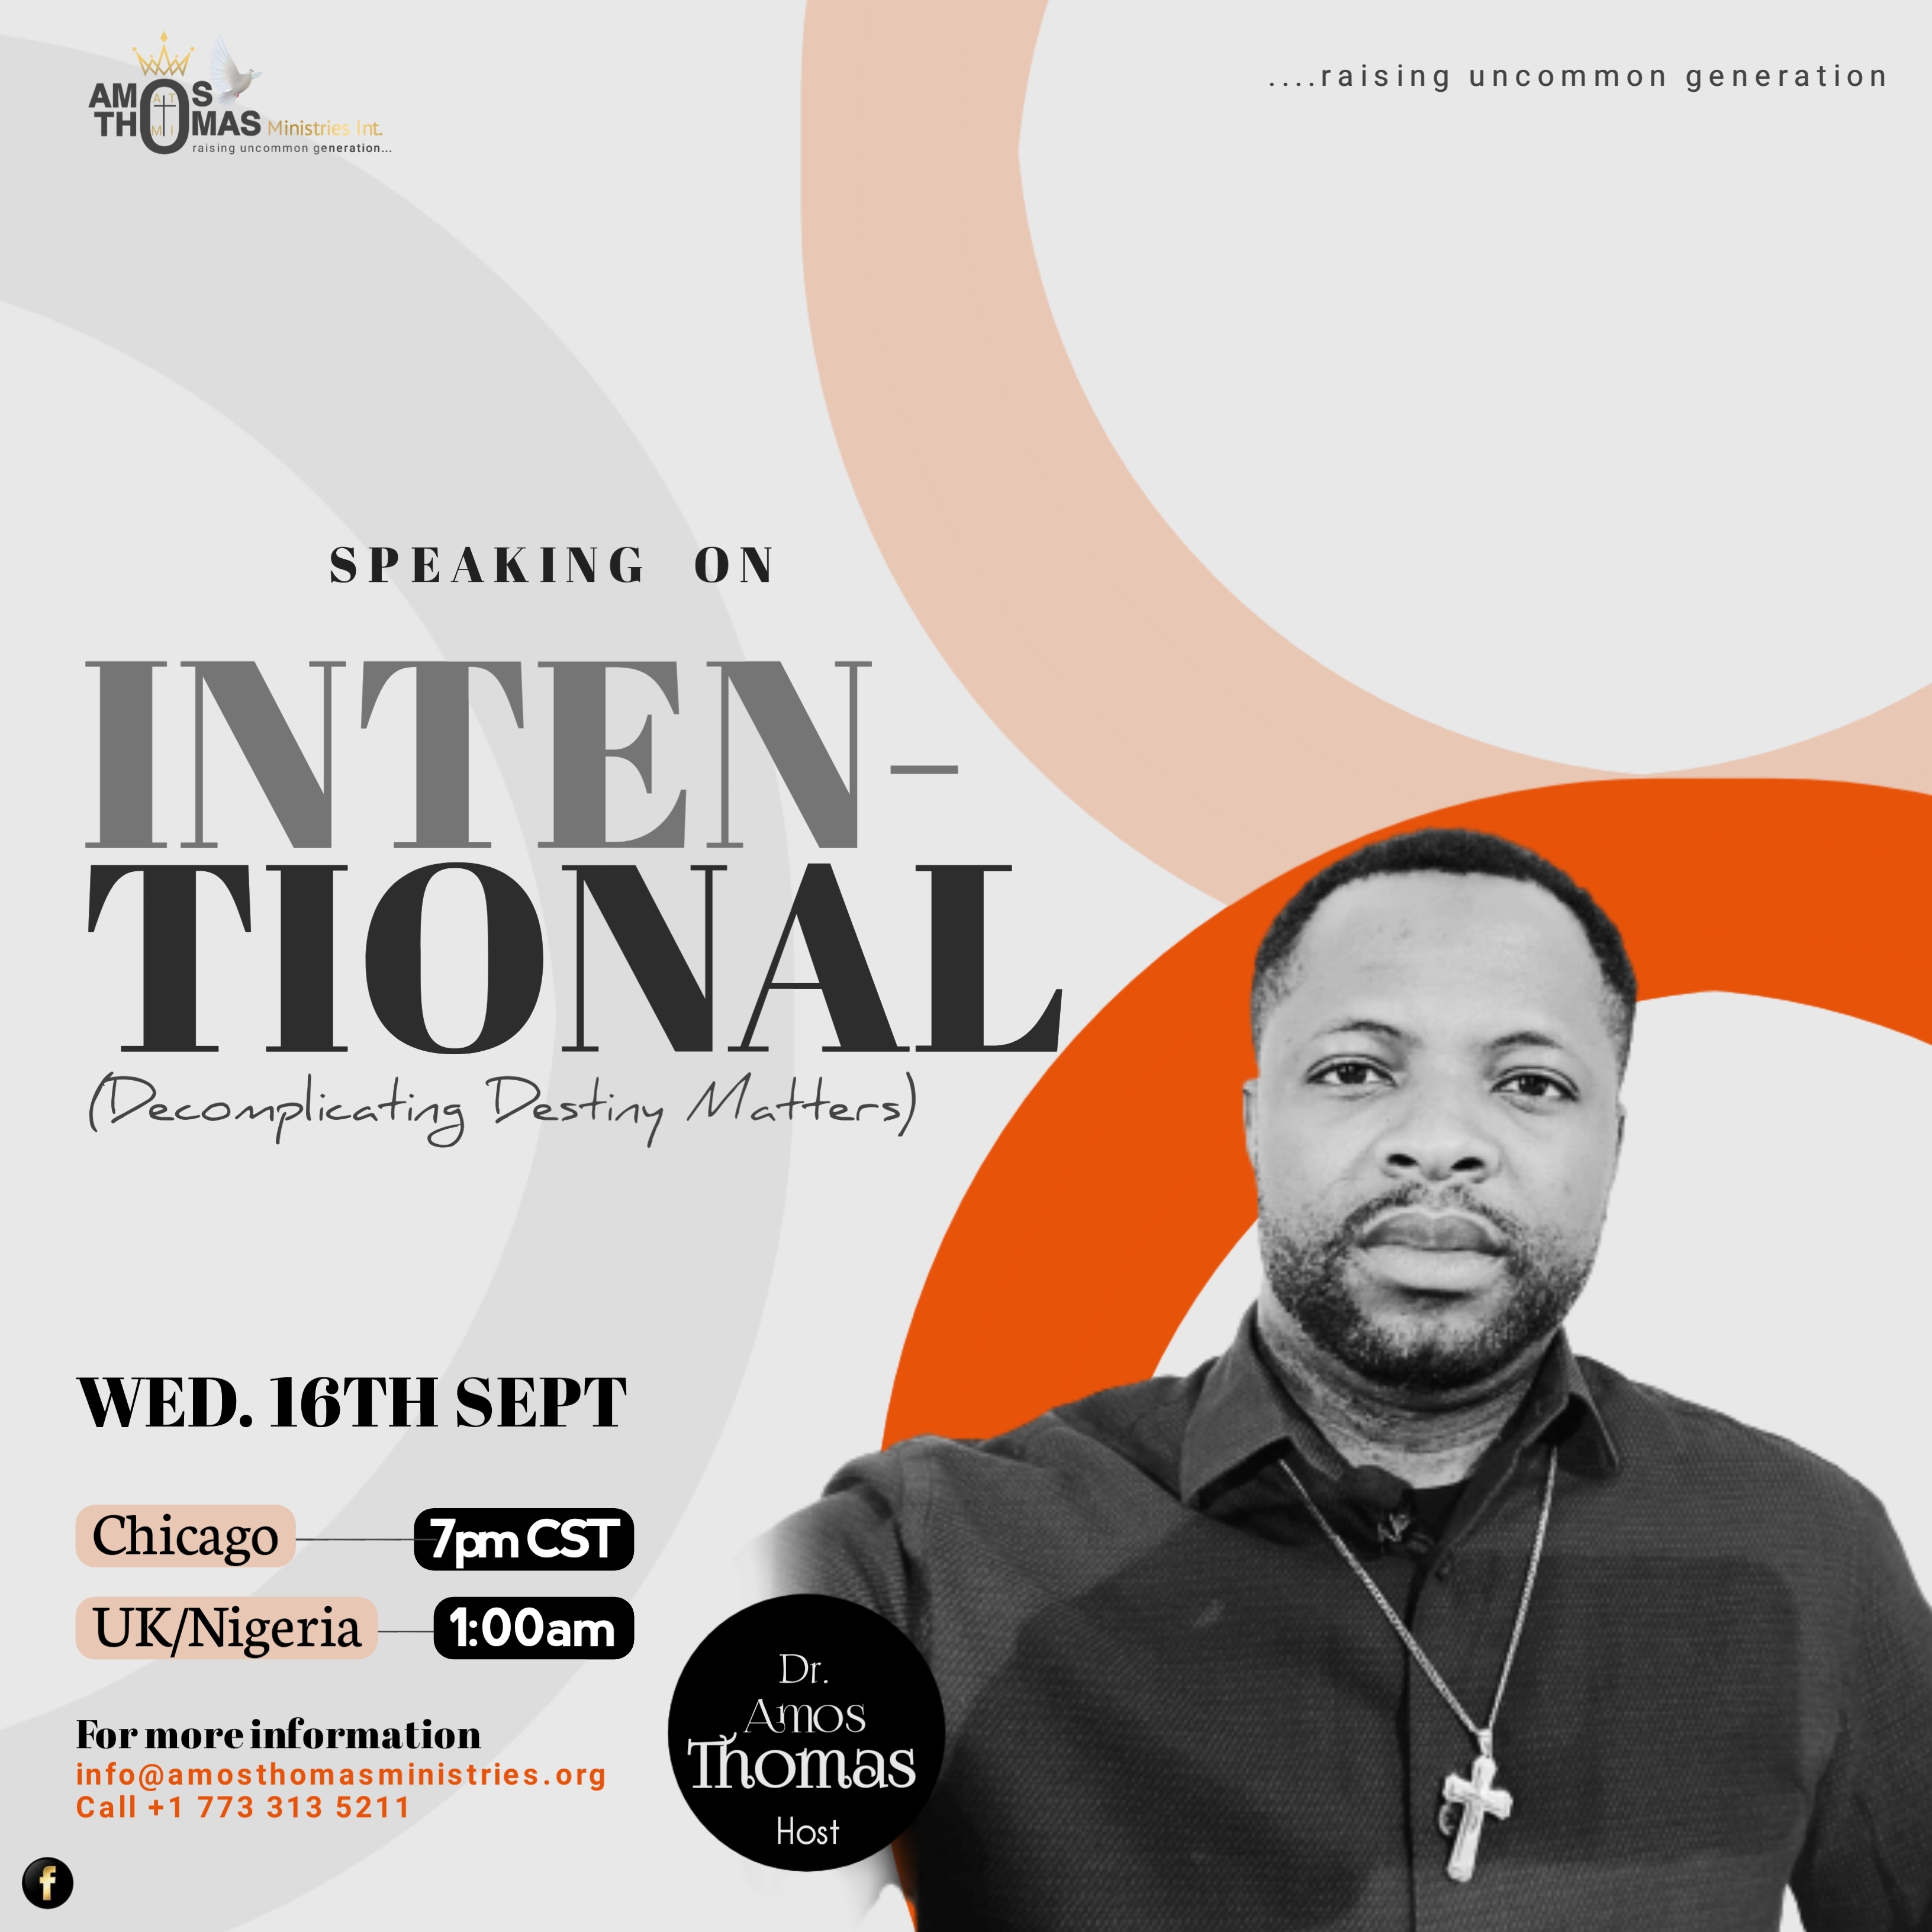 AMOS
THOMAS Ministries Int.
AT
MI
raising uncommon generation...
....raising uncommon generation
SPEAKING ON
INTEN-
TIONAL
(Decomplicating Destiny Matters)
WED. 16TH SEPT
Chicago 7pm CST
UK/Nigeria 1:00am
For more information
info@amosthomasministries.org
Call +1 773 313 5211
Dr.
Amos
Thomas
Host
f